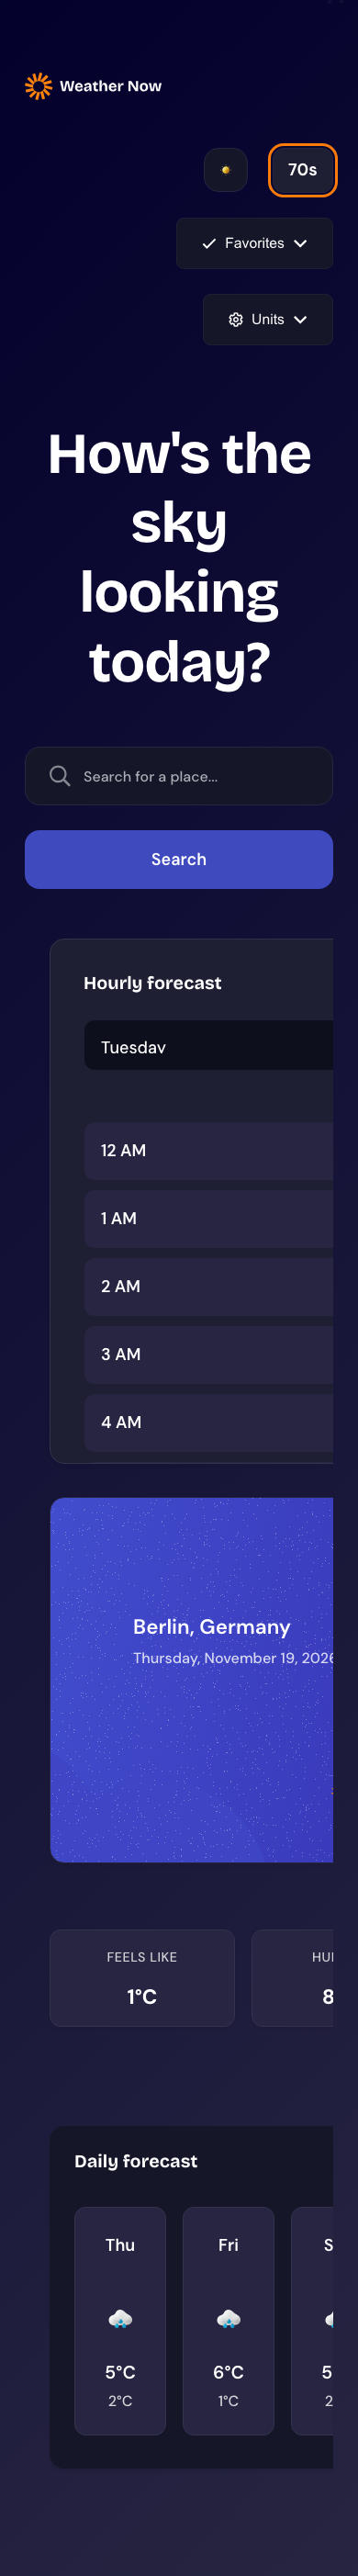 Weather Now
70s
Favorites
Units
How's the
sky
looking
today?
Search for a place...
Search
Hourly forecast
Tuesday
12 AM
1 AM
2 AM
3 AM
4 AM
Berlin, Germany
Thursday, November 19, 2026
FEELS LIKE
1°C
8
Daily forecast
Thu
Fri
S
5°C
6°C
5
2°C
1°C
2